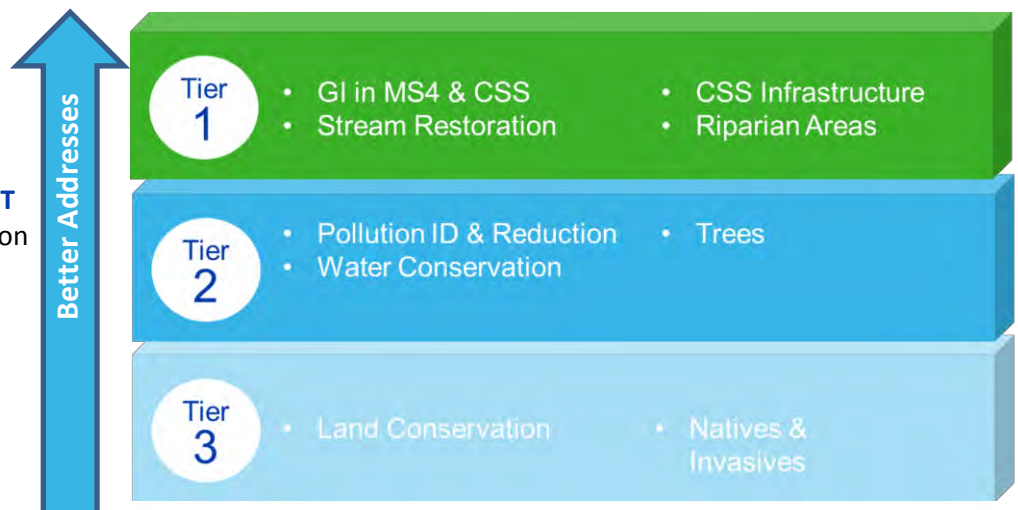 Better Addresses
T
on
Tier
1
• GI in MS4 & CSS
• Stream Restoration
• CSS Infrastructure
• Riparian Areas
Tier
2
• Pollution ID & Reduction
• Water Conservation
• Trees
Tier
3
• Land Conservation
• Natives &
Invasives